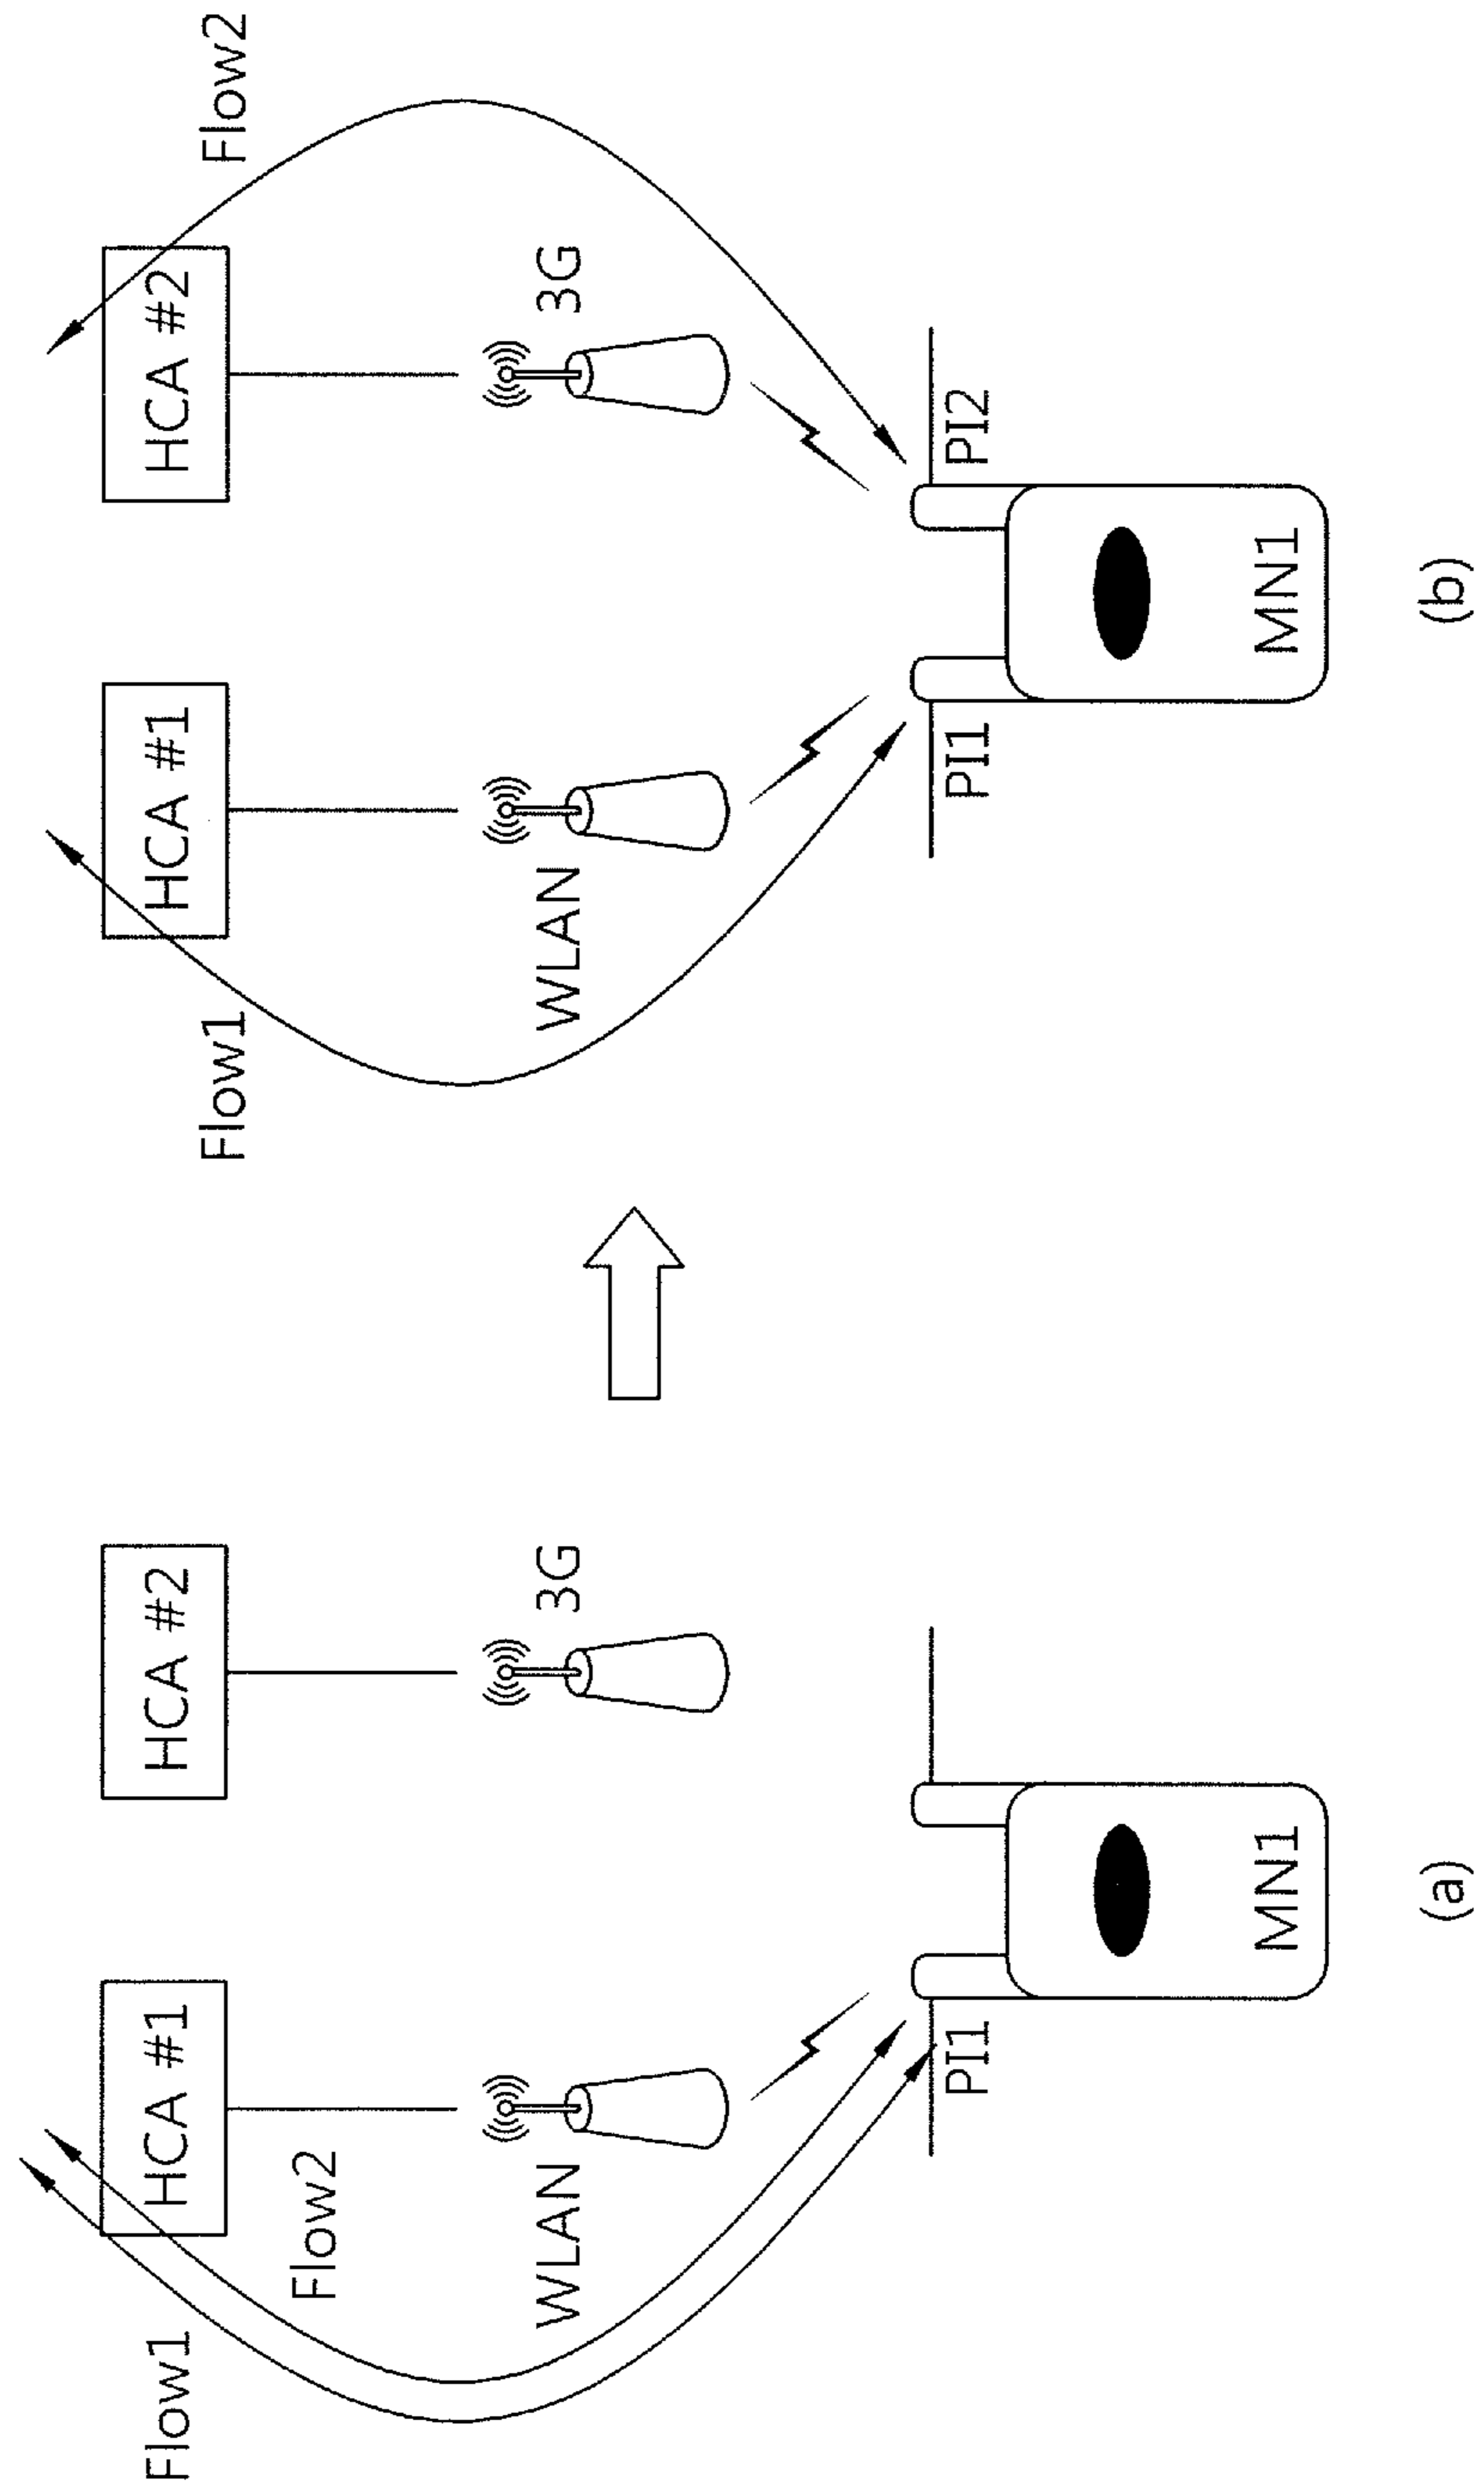 Flow1
HCA #1
HCA #2
Flow2
WLAN
3G
PI1
MN1
(a)
Flow1
HCA #1
HCA #2
Flow2
WLAN
3G
PI1
PI2
MN1
(b)